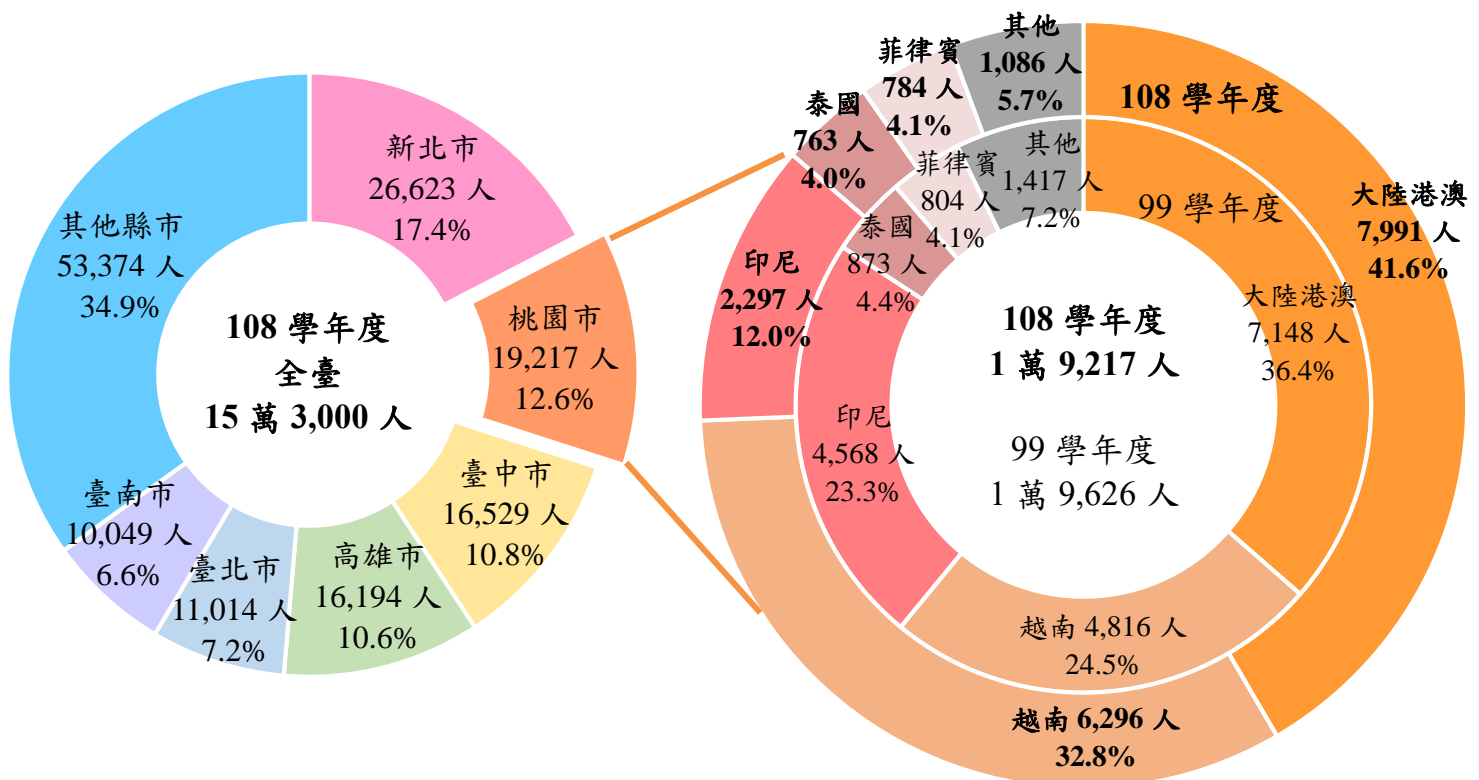 新北市
26,623 人
17.4%
桃園市
19,217 人
12.6%
臺中市
16,529 人
10.8%
高雄市
16,194 人
10.6%
臺北市
11,014 人
7.2%
臺南市
10,049 人
6.6%
其他縣市
53,374 人
34.9%
108 學年度
全臺
15 萬 3,000 人
108 學年度
大陸港澳
7,991 人
41.6%
越南 6,296 人
32.8%
印尼
2,297 人
12.0%
泰國
763 人
4.0%
菲律賓
784 人
4.1%
其他
1,086 人
5.7%
99 學年度
大陸港澳
7,148 人
36.4%
越南 4,816 人
24.5%
印尼
4,568 人
23.3%
泰國
873 人
4.4%
菲律賓
804 人
4.1%
其他
1,417 人
7.2%
108 學年度
1 萬 9,217 人
99 學年度
1 萬 9,626 人